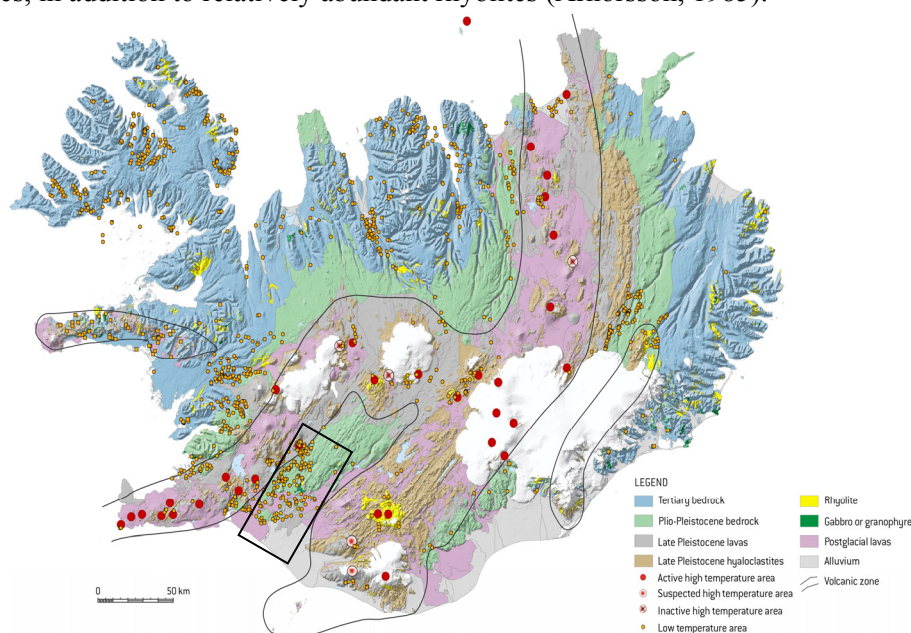 es, in addition to relatively abundant rhyolites (Arnórsson, 1985).
LEGEND
Tertiary bedrock
Plio-Pleistocene bedrock
Late Pleistocene lavas
Late Pleistocene hyloclastites
Active high temperature area
Suspected high temperature area
Inactive high temperature area
Low temperature area
Rhyolite
Gabbro or granophyre
Postglacial lavas
Alluvium
Volcanic zone
0 50 km